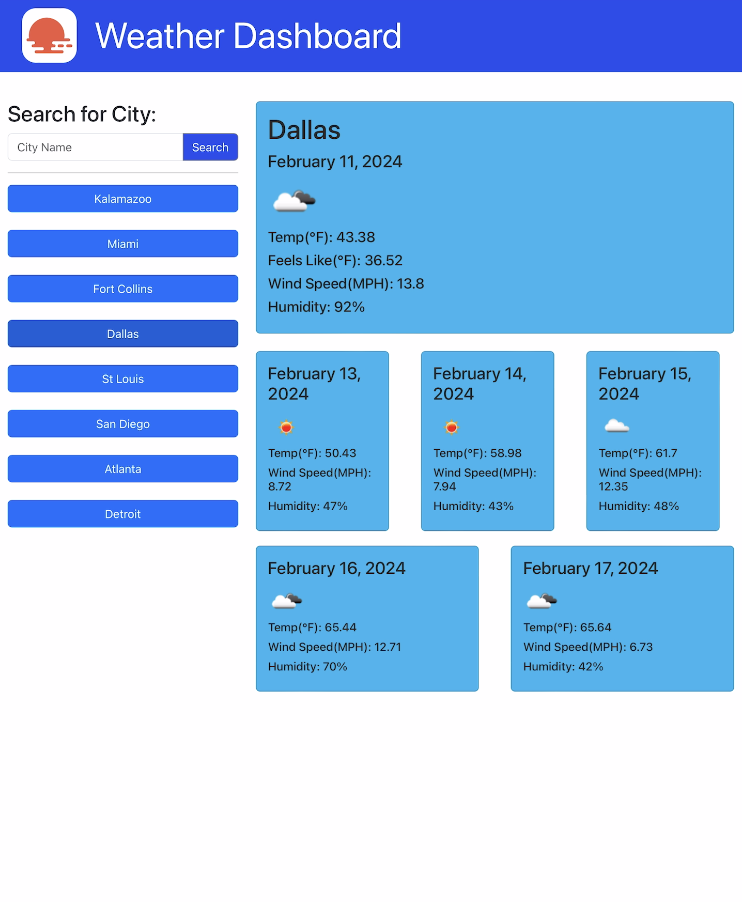 Weather Dashboard
Search for City:
City Name
Search
Kalamazoo
Miami
Fort Collins
Dallas
St Louis
San Diego
Atlanta
Detroit
Dallas
February 11, 2024
Temp(°F): 43.38
Feels Like(°F): 36.52
Wind Speed(MPH): 13.8
Humidity: 92%
February 13,
2024
Temp(°F): 50.43
Wind Speed(MPH):
8.72
Humidity: 47%
February 14,
2024
Temp(°F): 58.98
Wind Speed(MPH):
7.94
Humidity: 43%
February 15,
2024
Temp(°F): 61.7
Wind Speed(MPH):
12.35
Humidity: 48%
February 16, 2024
Temp(°F): 65.44
Wind Speed(MPH): 12.71
Humidity: 70%
February 17, 2024
Temp(°F): 65.64
Wind Speed(MPH): 6.73
Humidity: 42%